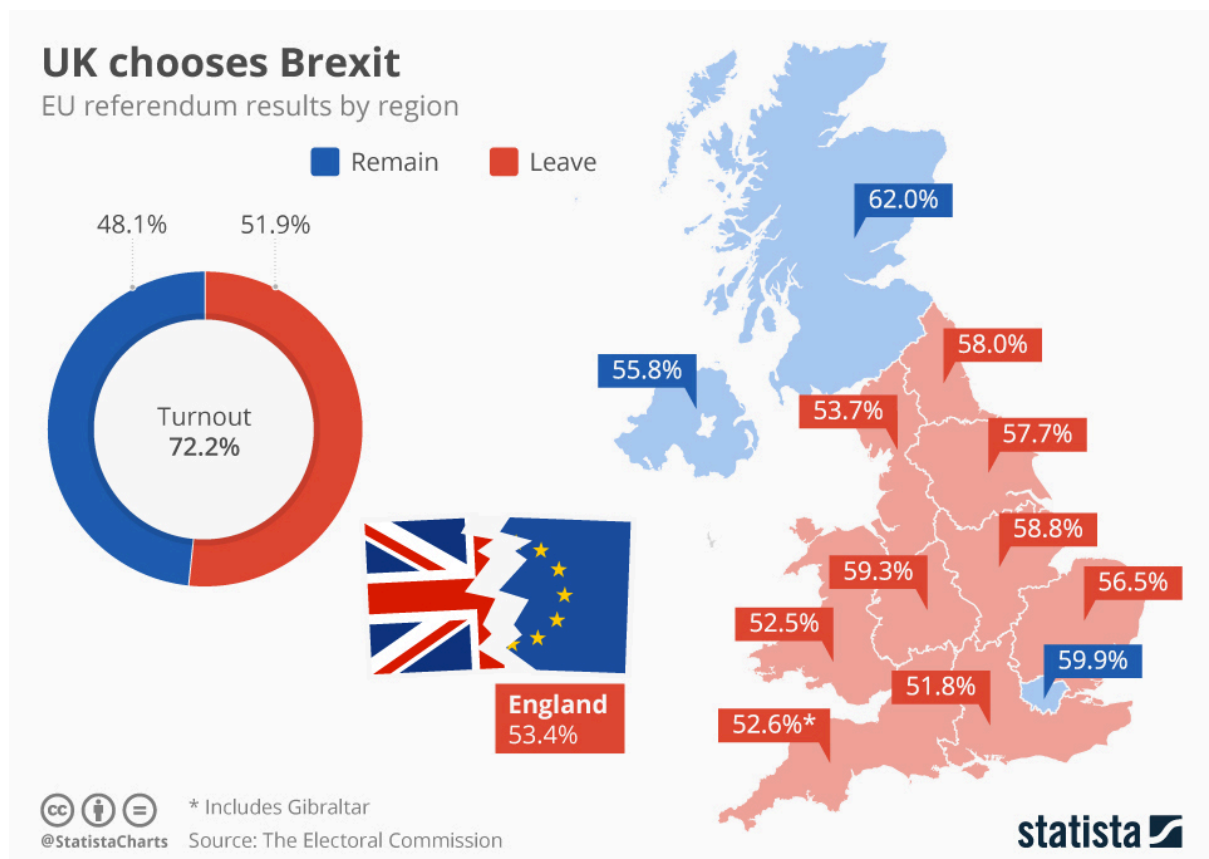 UK chooses Brexit
EU referendum results by region
Remain
Leave
48.1%
51.9%
Turnout
72.2%
62.0%
58.0%
55.8%
53.7%
57.7%
58.8%
59.3%
56.5%
52.5%
59.9%
51.8%
52.6%*
England
53.4%
cc
* Includes Gibraltar
@StatistaCharts
Source: The Electoral Commission
statista